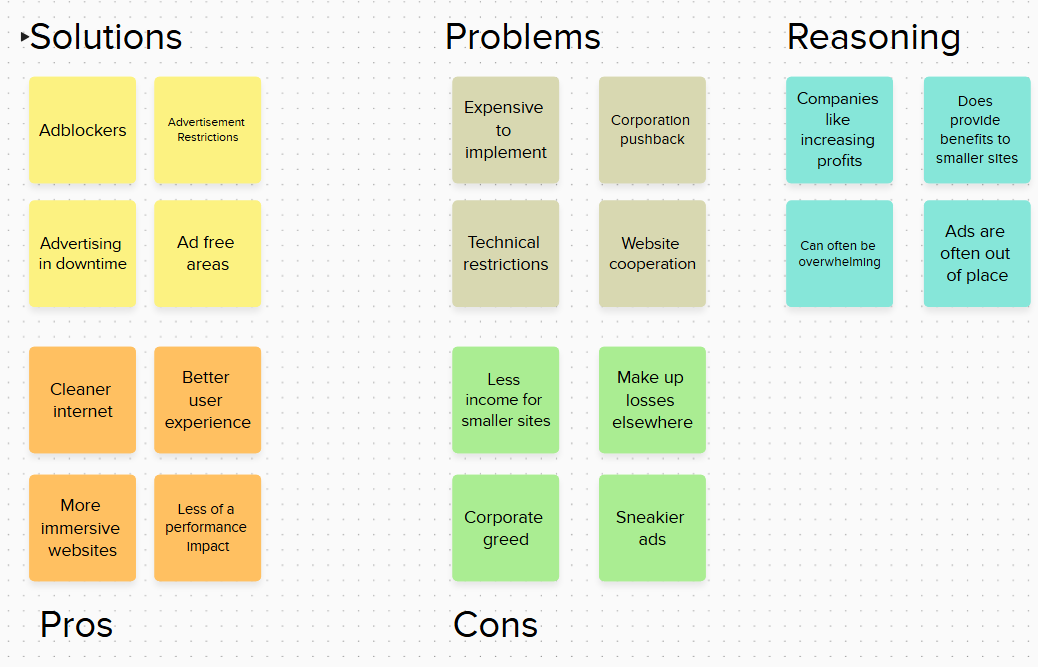 Solutions
Problems
Reasoning
Adblockers
Advertisement
Restrictions
Advertising
in downtime
Ad free
areas
Expensive
to
implement
Corporation
pushback
Technical
restrictions
Website
cooperation
Companies
like
increasing
profits
Does
provide
benefits to
smaller sites
Can often be
overwhelming
Ads are
often out
of place
Cleaner
internet
Better
user
experience
More
immersive
websites
Less of a
performance
impact
Less
income for
smaller sites
Make up
losses
elsewhere
Corporate
greed
Sneakier
ads
Pros
Cons